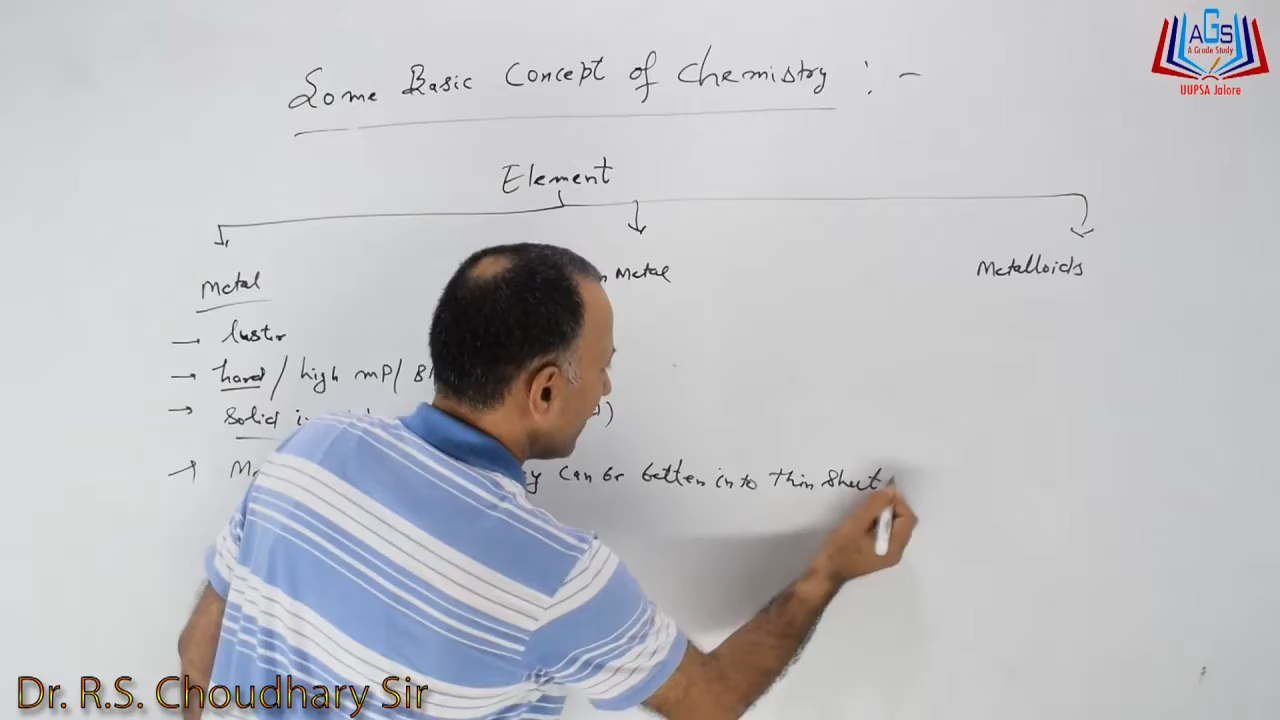 Some Basic Concept of Chemistry : -
Element
Metal
Metal
Metalloids
→ luster
→ hard / high mP/
→ Solid
can be betten into thin Sheet
AGS
A Grade Study
UUPSA Jalore
Dr. R.S. Choudhary Sir